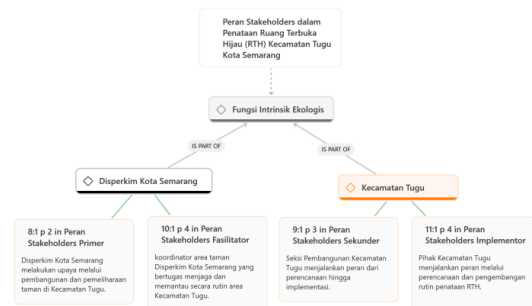 Peran Stakeholders dalam
Penataan Ruang Terbuka
Hijau (RTH) Kecamatan Tugu
Kota Semarang
Fungsi Intrinsik Ekologis
IS PART OF
IS PART OF
Disperkim Kota Semarang
Kecamatan Tugu
8:1 p 2 in Peran
Stakeholders Primer
Disperkim Kota Semarang
melakukan upaya melalui
pembangunan dan pemeliharaan
taman di Kecamatan Tugu.
10:1 p 4 in Peran
Stakeholders Fasilitator
koordinator area taman
Disperkim Kota Semarang yang
bertugas menjaga dan
memantau secara rutin area
Kecamatan Tugu.
9:1 p 3 in Peran
Stakeholders Sekunder
Seksi Pembangunan Kecamatan
Tugu menjalankan peran dari
perencanaan hingga
implementasi.
11:1 p 4 in Peran
Stakeholders Implementor
Pihak Kecamatan Tugu
menjalankan peran melalui
perencanaan dan pengembangan
rutin penataan RTH.